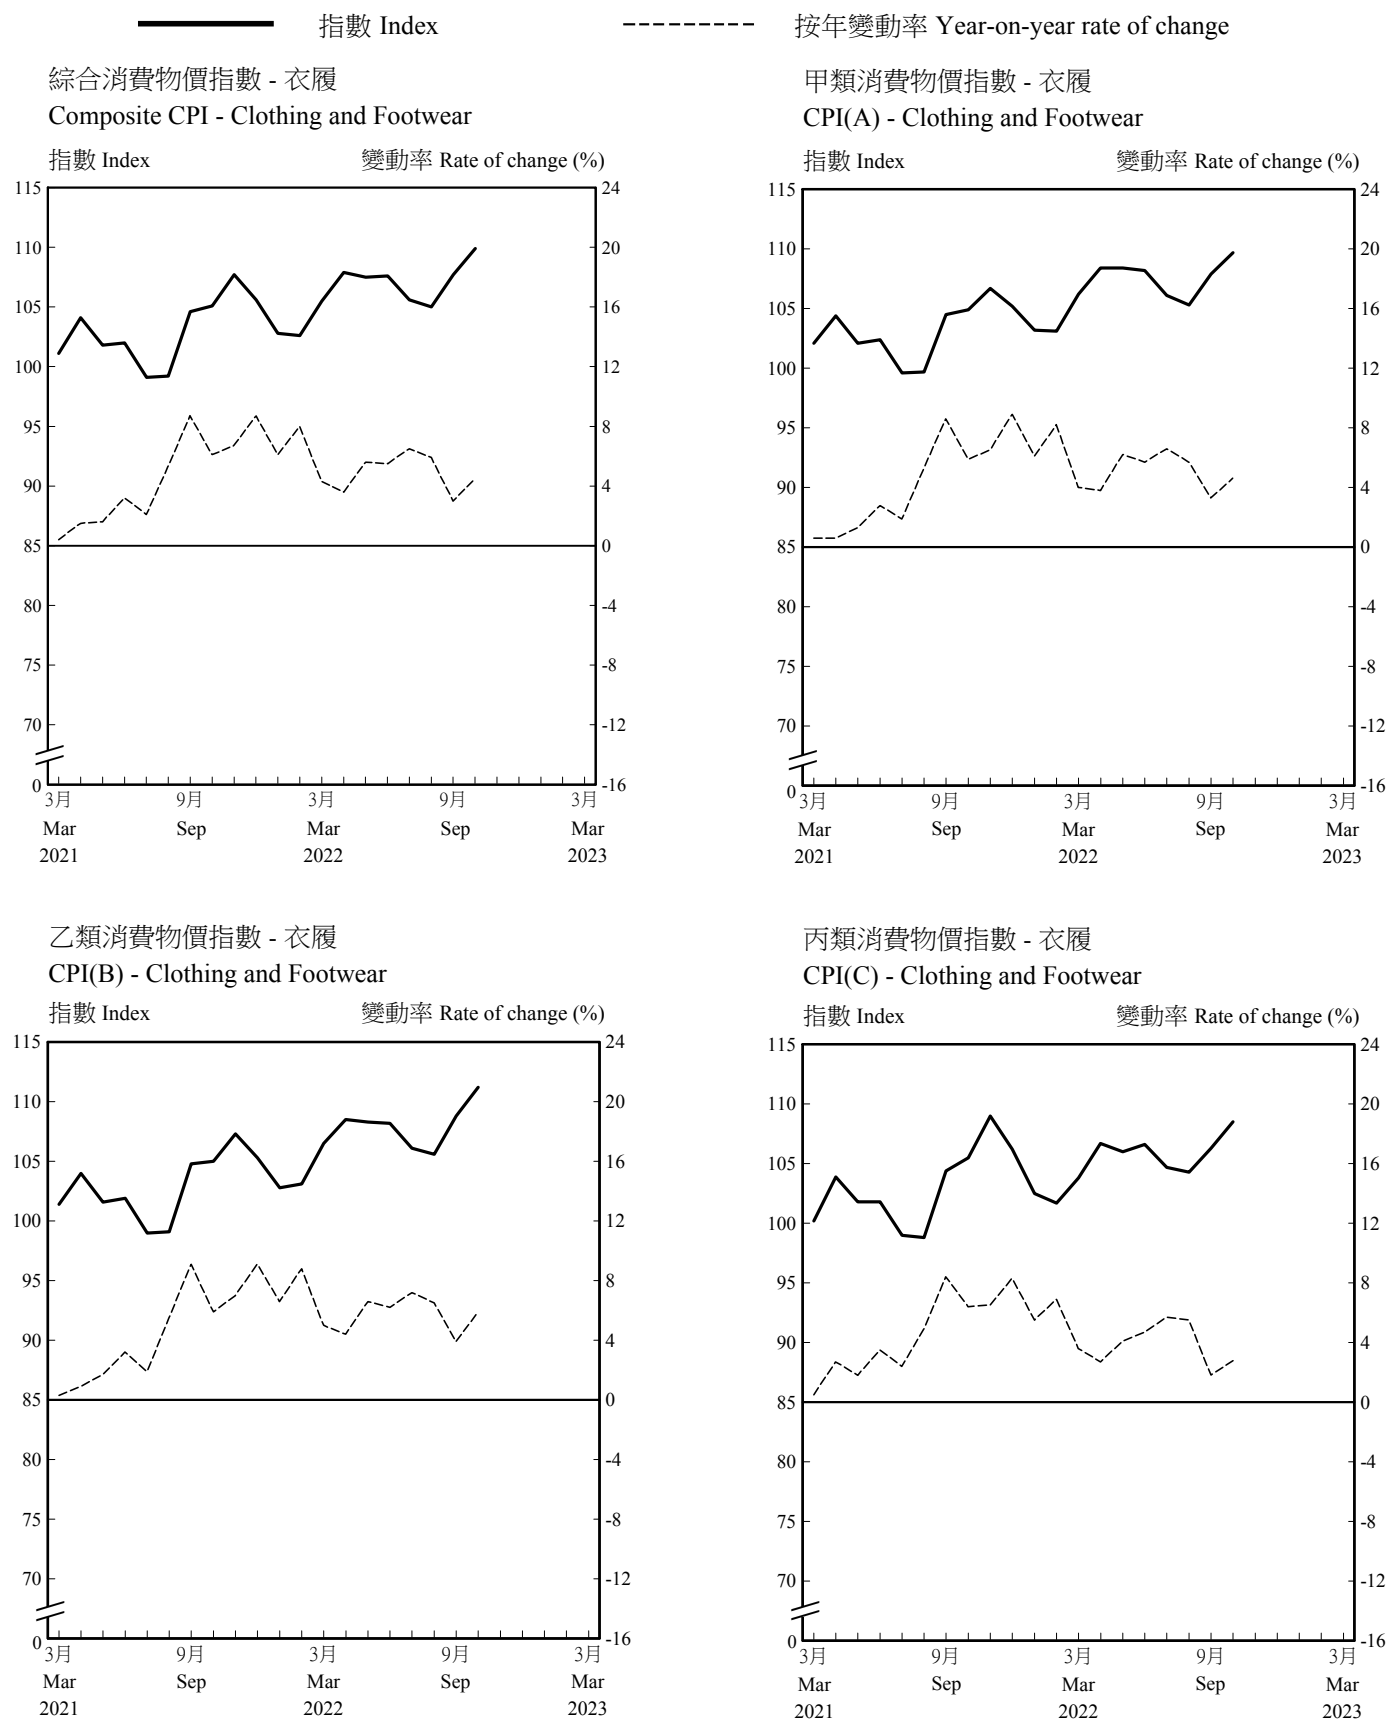 指數 Index
按年變動率 Year-on-year rate of change
綜合消費物價指數 - 衣履
Composite CPI - Clothing and Footwear
指數 Index
變動率 Rate of change (%)
115
110
105
100
95
90
85
80
75
70
0
24
20
16
12
8
4
0
-4
-8
-12
-16
3月 9月 3月 9月 3月
Mar Sep Mar Sep Mar
2021 2022 2023
甲類消費物價指數 - 衣履
CPI(A) - Clothing and Footwear
指數 Index
變動率 Rate of change (%)
115
110
105
100
95
90
85
80
75
70
0
24
20
16
12
8
4
0
-4
-8
-12
-16
3月 9月 3月 9月 3月
Mar Sep Mar Sep Mar
2021 2022 2023
乙類消費物價指數 - 衣履
CPI(B) - Clothing and Footwear
指數 Index
變動率 Rate of change (%)
115
110
105
100
95
90
85
80
75
70
0
24
20
16
12
8
4
0
-4
-8
-12
-16
3月 9月 3月 9月 3月
Mar Sep Mar Sep Mar
2021 2022 2023
丙類消費物價指數 - 衣履
CPI(C) - Clothing and Footwear
指數 Index
變動率 Rate of change (%)
115
110
105
100
95
90
85
80
75
70
0
24
20
16
12
8
4
0
-4
-8
-12
-16
3月 9月 3月 9月 3月
Mar Sep Mar Sep Mar
2021 2022 2023